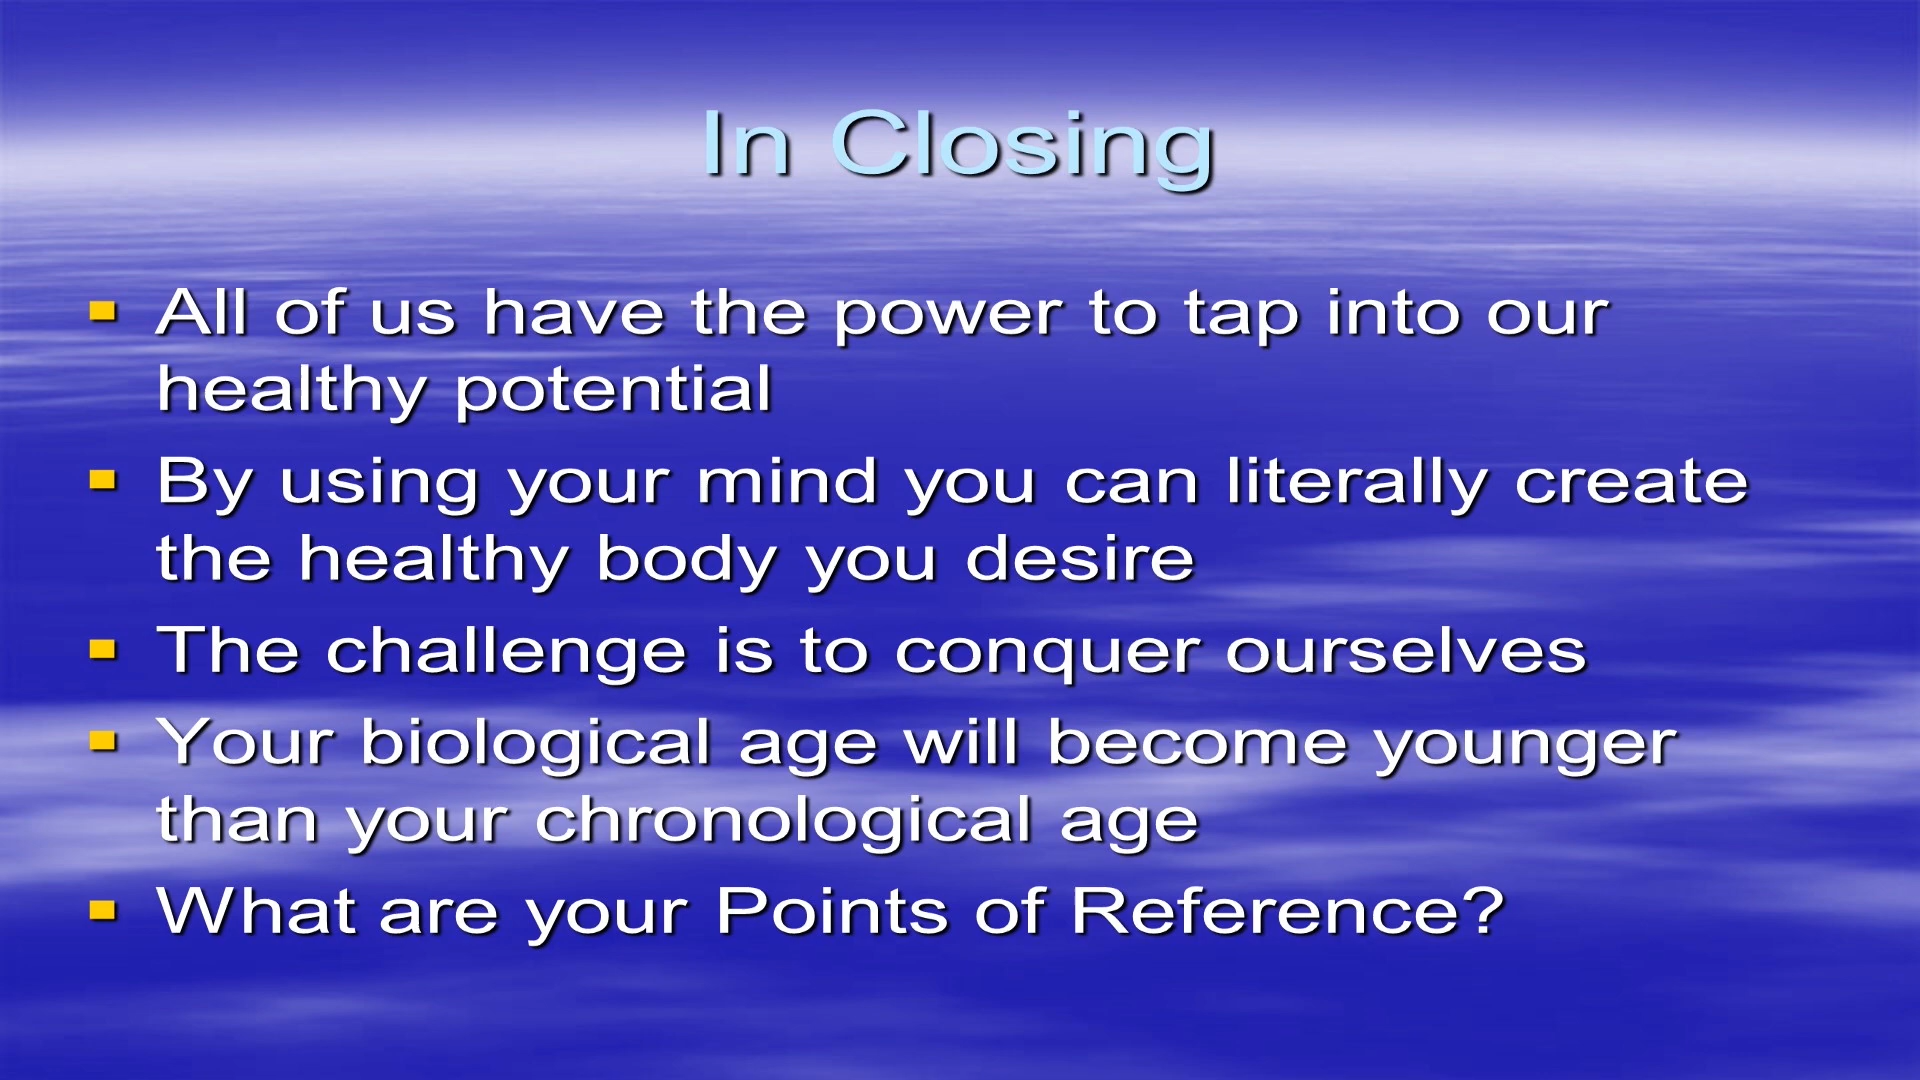 In Closing
All of us have the power to tap into our
healthy potential
By using your mind you can literally create
the healthy body you desire
The challenge is to conquer ourselves
Your biological age will become younger
than your chronological age
What are your Points of Reference?